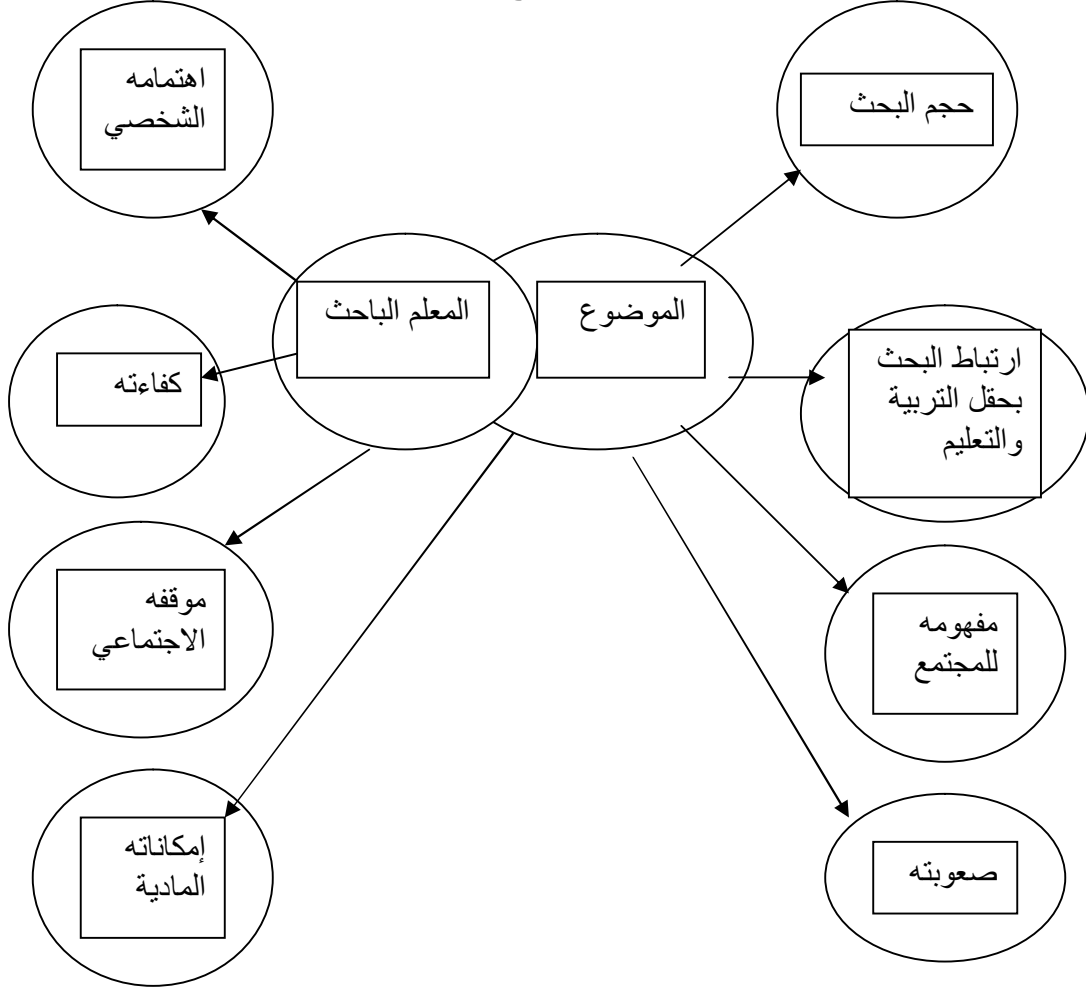 حجم البحث
اهتمامه
الشخصي
الموضوع
المعلم الباحث
ارتباط البحث
بحقل التربية
والتعليم
كفاءته
مفهومه
للمجتمع
موقفه
الاجتماعي
صعوبته
إمكاناته
المادية